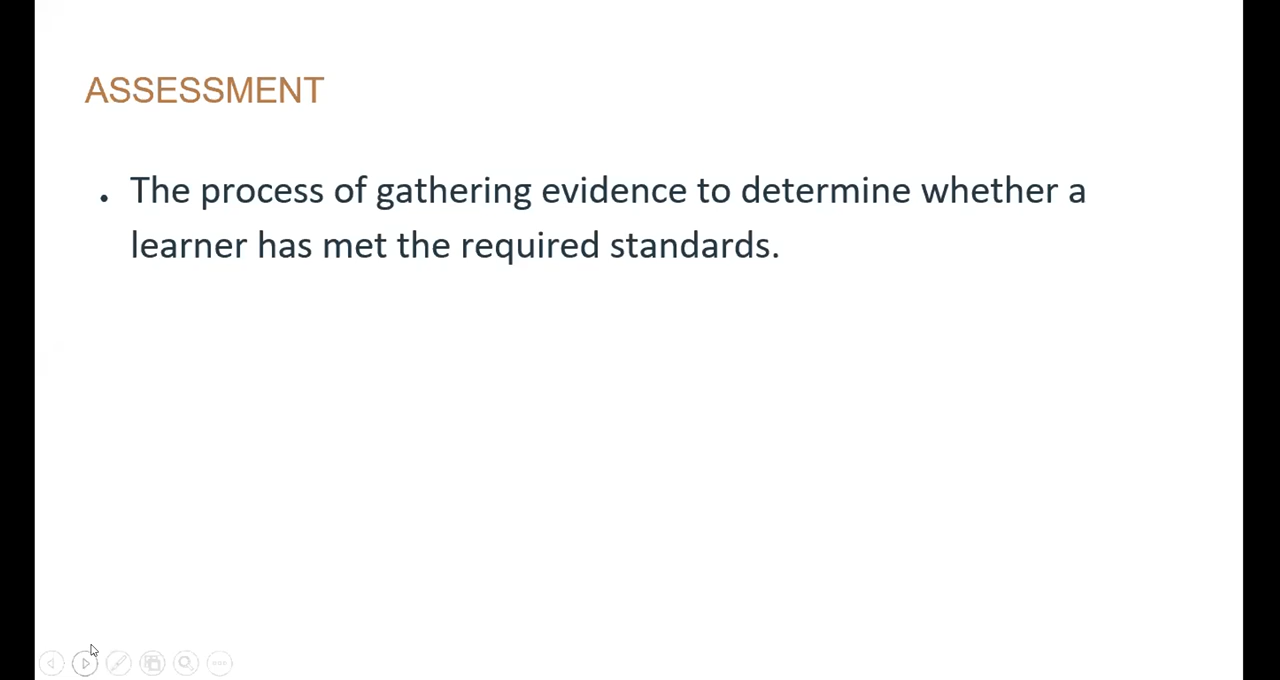 ASSESSMENT
. The process of gathering evidence to determine whether a
learner has met the required standards.